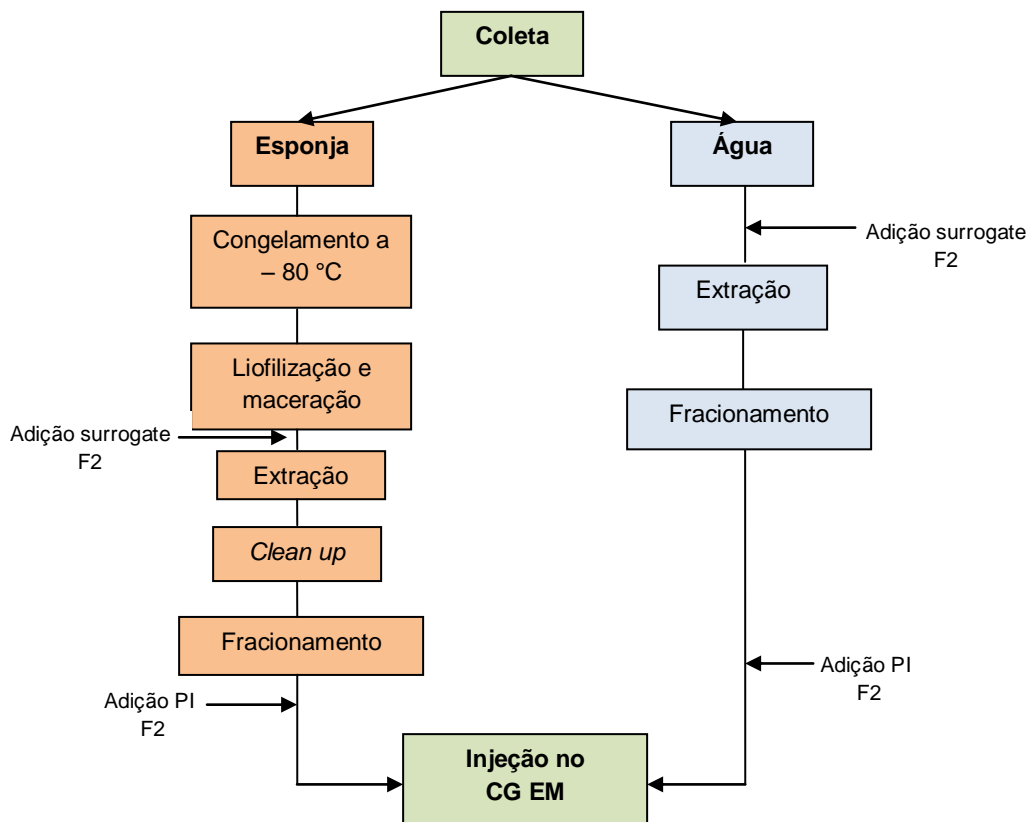 Coleta
Esponja
Água
Congelamento a
– 80 °C
Adição surrogate
F2
Extração
Liofilização e
maceração
Fracionamento
Adição surrogate
F2
Extração
Clean up
Fracionamento
Adição PI
F2
Adição PI
F2
Injeção no
CG EM